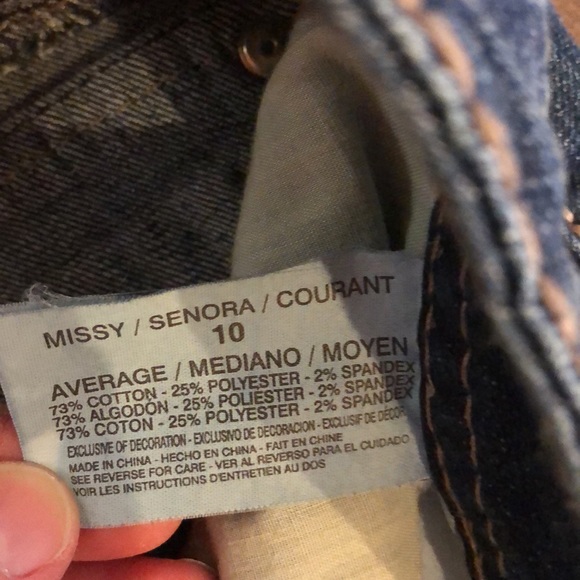 MISSY / SENORA / COURANT
10
AVERAGE / MEDIANO / MOYEN
73% COTTON - 25% POLYESTER - 2% SPANDEX
73% ALGODÓN - 25% POLIESTER - 2% SPANDEX
73% COTON - 25% POLYESTER - 2% SPANDEX
EXCLUSIVE OF DECORATION - EXCLUSIVO DE DECORACION - EXCLUSIF DE DÉCOR
MADE IN CHINA - HECHO EN CHINA - FAIT EN CHINE
SEE REVERSE FOR CARE - VER AL REVERSO PARA EL CUIDADO
VOIR LES INSTRUCTIONS D'ENTRETIEN AU DOS